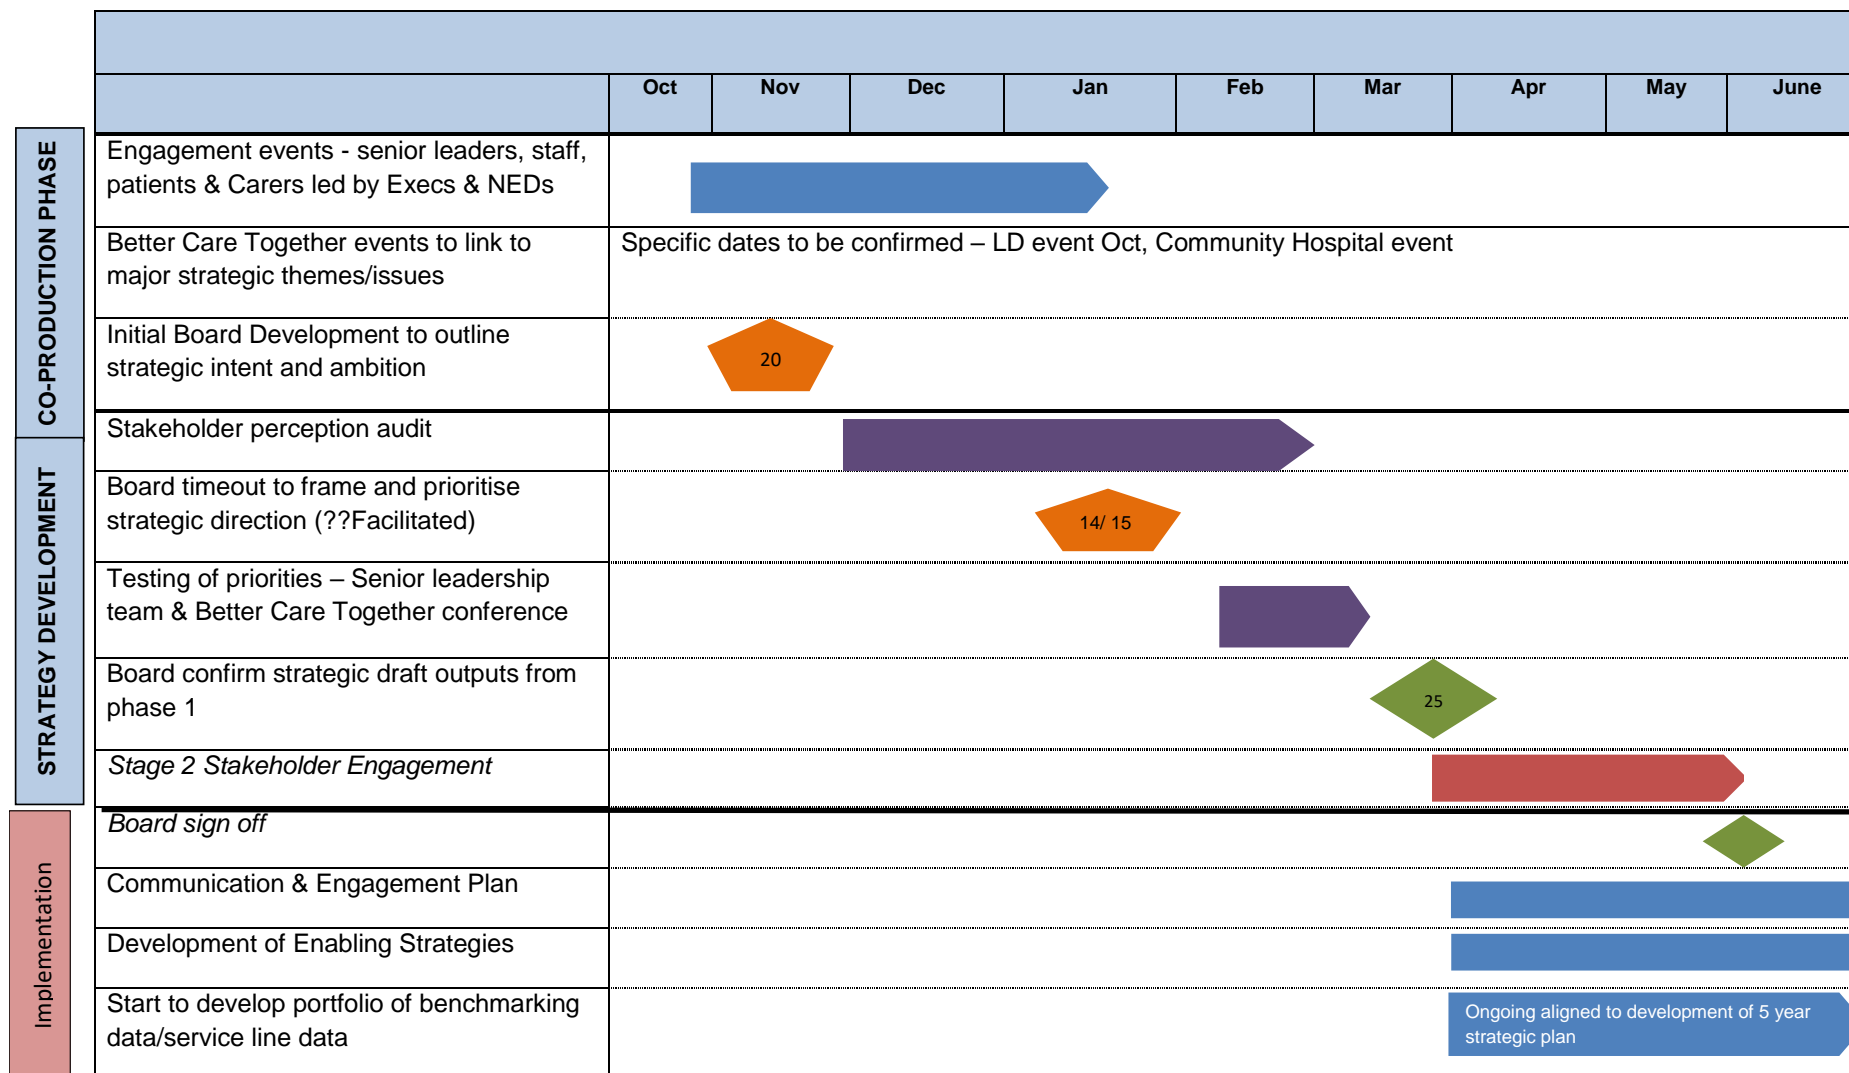 Oct Nov Dec Jan Feb Mar Apr May June
CO-PRODUCTION PHASE
Engagement events - senior leaders, staff,
patients & Carers led by Execs & NEDs
Better Care Together events to link to
major strategic themes/issues
Specific dates to be confirmed – LD event Oct, Community Hospital event
Initial Board Development to outline
strategic intent and ambition
20
STRATEGY DEVELOPMENT
Stakeholder perception audit
Board timeout to frame and prioritise
strategic direction (??Facilitated)
14/ 15
Testing of priorities – Senior leadership
team & Better Care Together conference
Board confirm strategic draft outputs from
phase 1
25
Stage 2 Stakeholder Engagement
Implementation
Board sign off
Communication & Engagement Plan
Development of Enabling Strategies
Start to develop portfolio of benchmarking
data/service line data
Ongoing aligned to development of 5 year
strategic plan